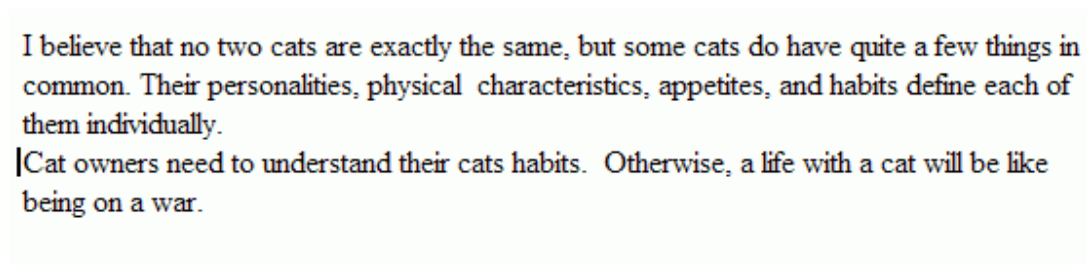 I believe that no two cats are exactly the same, but some cats do have quite a few things in
common. Their personalities, physical  characteristics, appetites, and habits define each of
them individually.
Cat owners need to understand their cats habits.  Otherwise, a life with a cat will be like
being on a war.